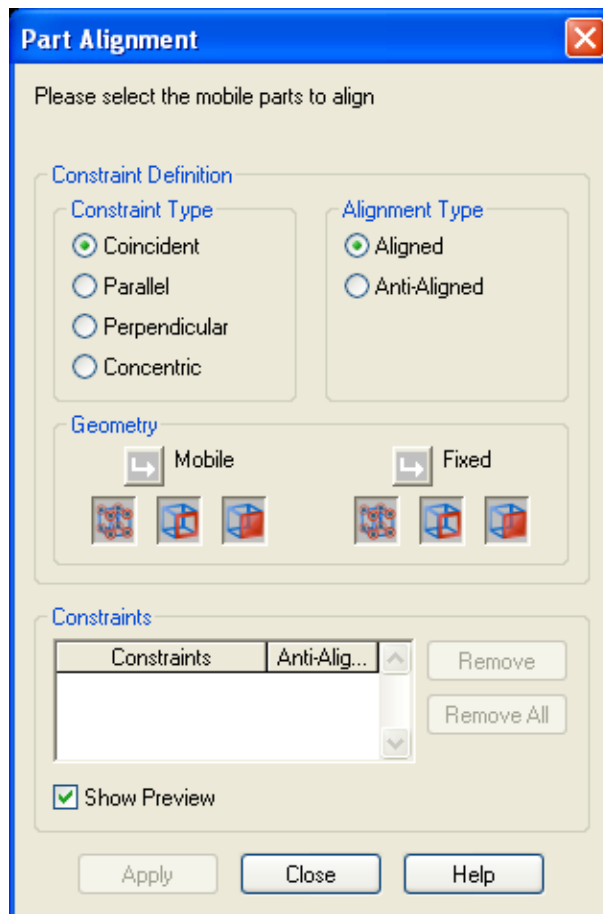 Part Alignment
Please select the mobile parts to align
Constraint Definition
Constraint Type
Coincident
Parallel
Perpendicular
Concentric
Alignment Type
Aligned
Anti-Aligned
Geometry
Mobile
Fixed
Constraints
Constraints Anti-Alig...
Remove
Remove All
Show Preview
Apply Close Help